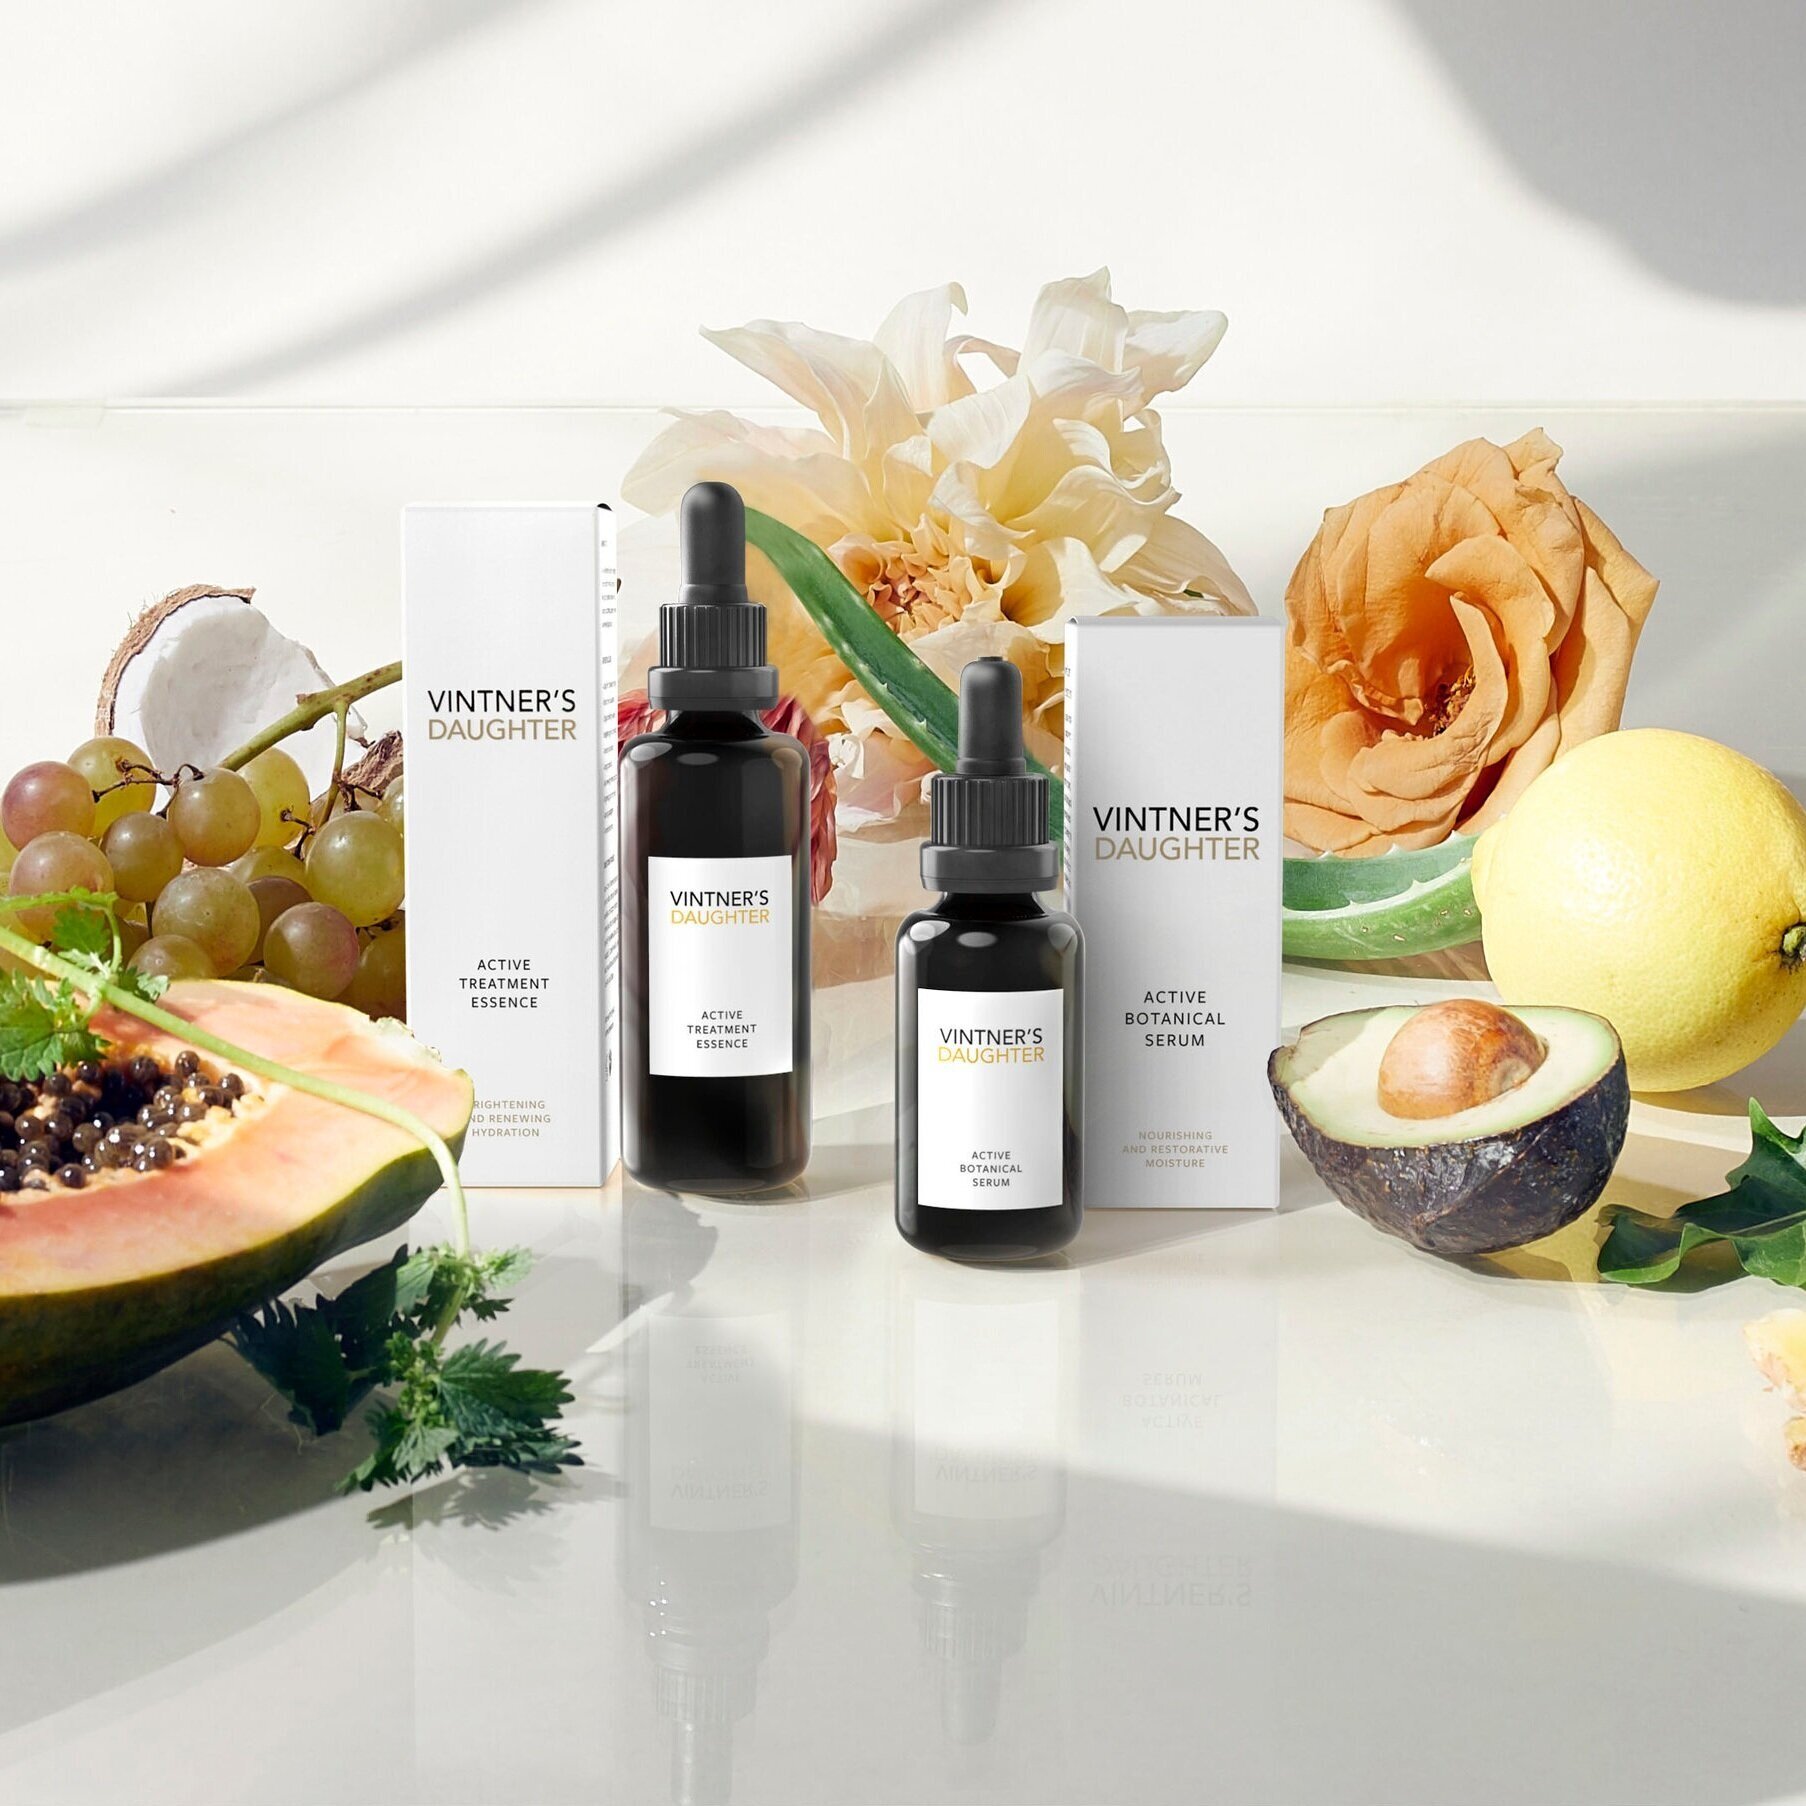 VINTNER'S
DAUGHTER
ACTIVE
TREATMENT
ESSENCE
RENEWING
HYDRATION
VINTNER'S
DAUGHTER
ACTIVE
TREATMENT
ESSENCE
VINTNER'S
DAUGHTER
ACTIVE
BOTANICAL
SERUM
VINTNER'S
DAUGHTER
ACTIVE
BOTANICAL
SERUM
NOURISHING
AND RESTORATIVE
MOISTURE